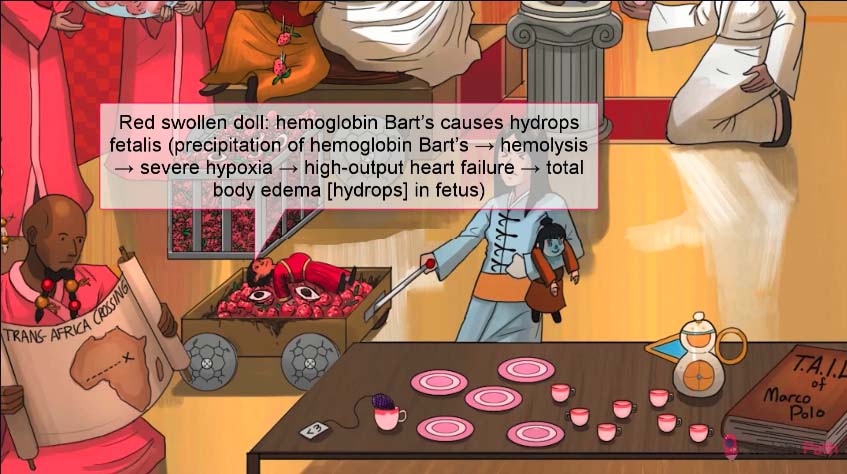 Red swollen doll: hemoglobin Bart's causes hydrops
fetalis (precipitation of hemoglobin Bart's → hemolysis
→ severe hypoxia → high-output heart failure → total
body edema [hydrops] in fetus)
TRANS-AFRICA CROSSING
X
<3
T.A.I.L
of
Marco
Polo